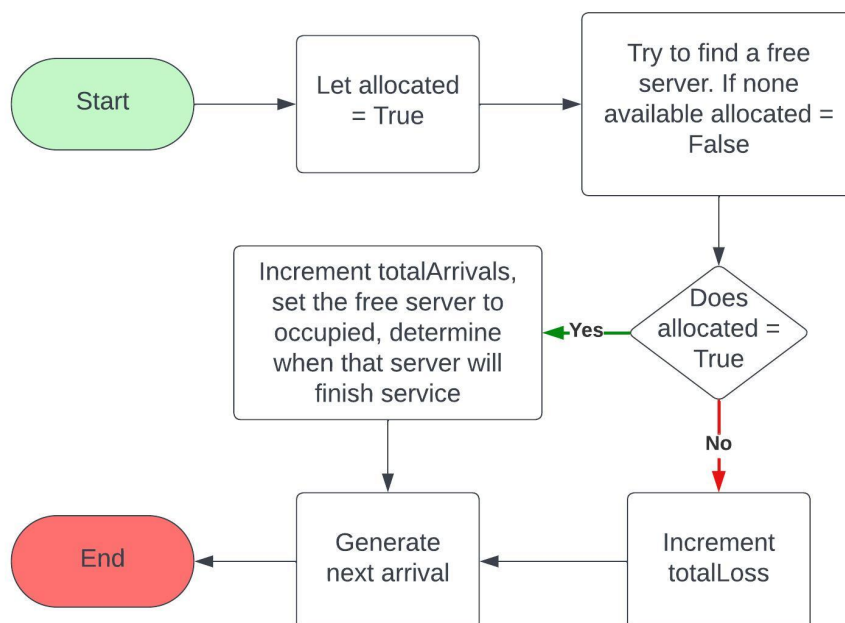 Start
Let allocated
= True
Try to find a free
server. If none
available allocated =
False
Does
allocated =
True
Yes
Increment totalArrivals,
set the free server to
occupied, determine
when that server will
finish service
No
Increment
totalLoss
Generate
next arrival
End